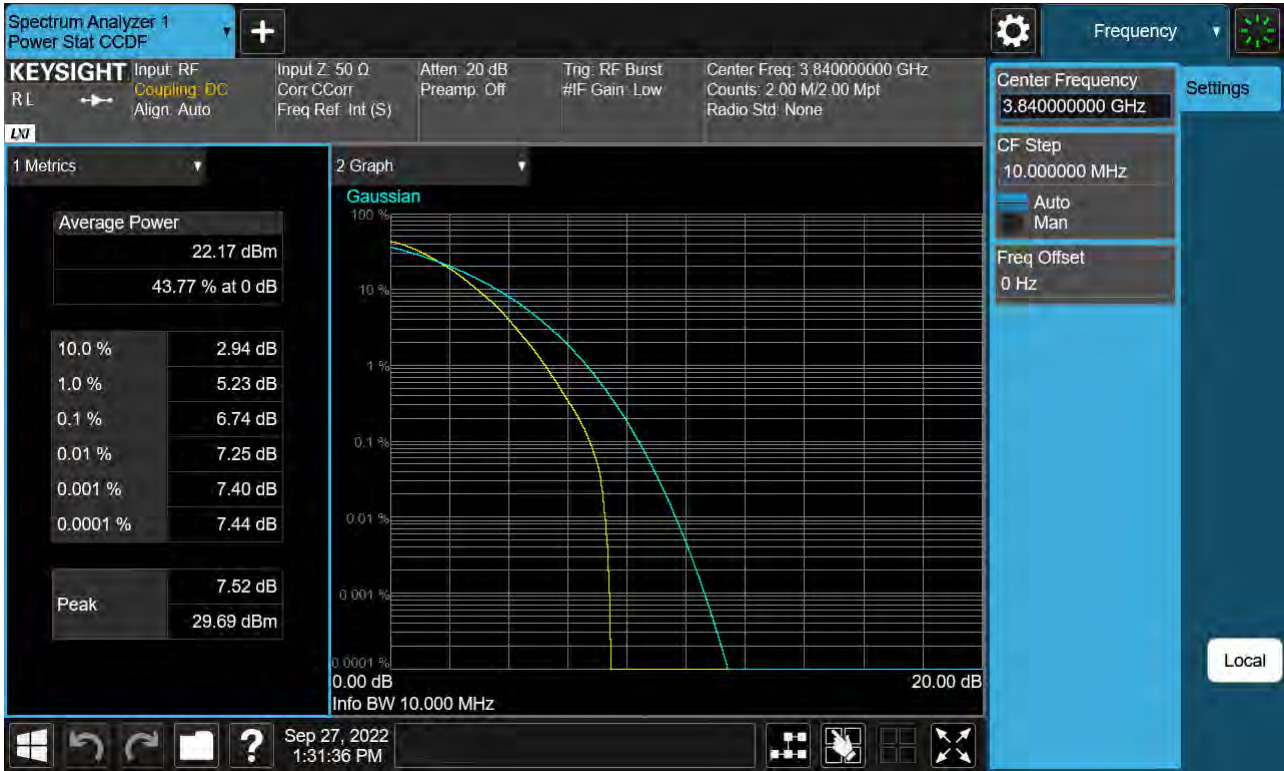 Spectrum Analyzer 1
Power Stat CCDF
Frequency
KEYSIGHT
R L
LXI
Input: RF
Coupling: DC
Align: Auto
Input Z: 50 Ω
Corr CCorr
Freq Ref: Int (S)
Atten: 20 dB
Preamp: Off
Trig: RF Burst
#IF Gain: Low
Center Freq: 3.840000000 GHz
Counts: 2.00 M/2.00 Mpt
Radio Std: None
Center Frequency
3.840000000 GHz
Settings
CF Step
10.000000 MHz
Auto
Man
Freq Offset
0 Hz
1 Metrics
Average Power
22.17 dBm
43.77 % at 0 dB
10.0 % 2.94 dB
1.0 % 5.23 dB
0.1 % 6.74 dB
0.01 % 7.25 dB
0.001 % 7.40 dB
0.0001 % 7.44 dB
Peak
7.52 dB
29.69 dBm
2 Graph
Gaussian
100 %
10 %
1 %
0.1 %
0.01 %
0.001 %
0.0001 %
0.00 dB 20.00 dB
Info BW 10.000 MHz
Local
Sep 27, 2022
1:31:36 PM